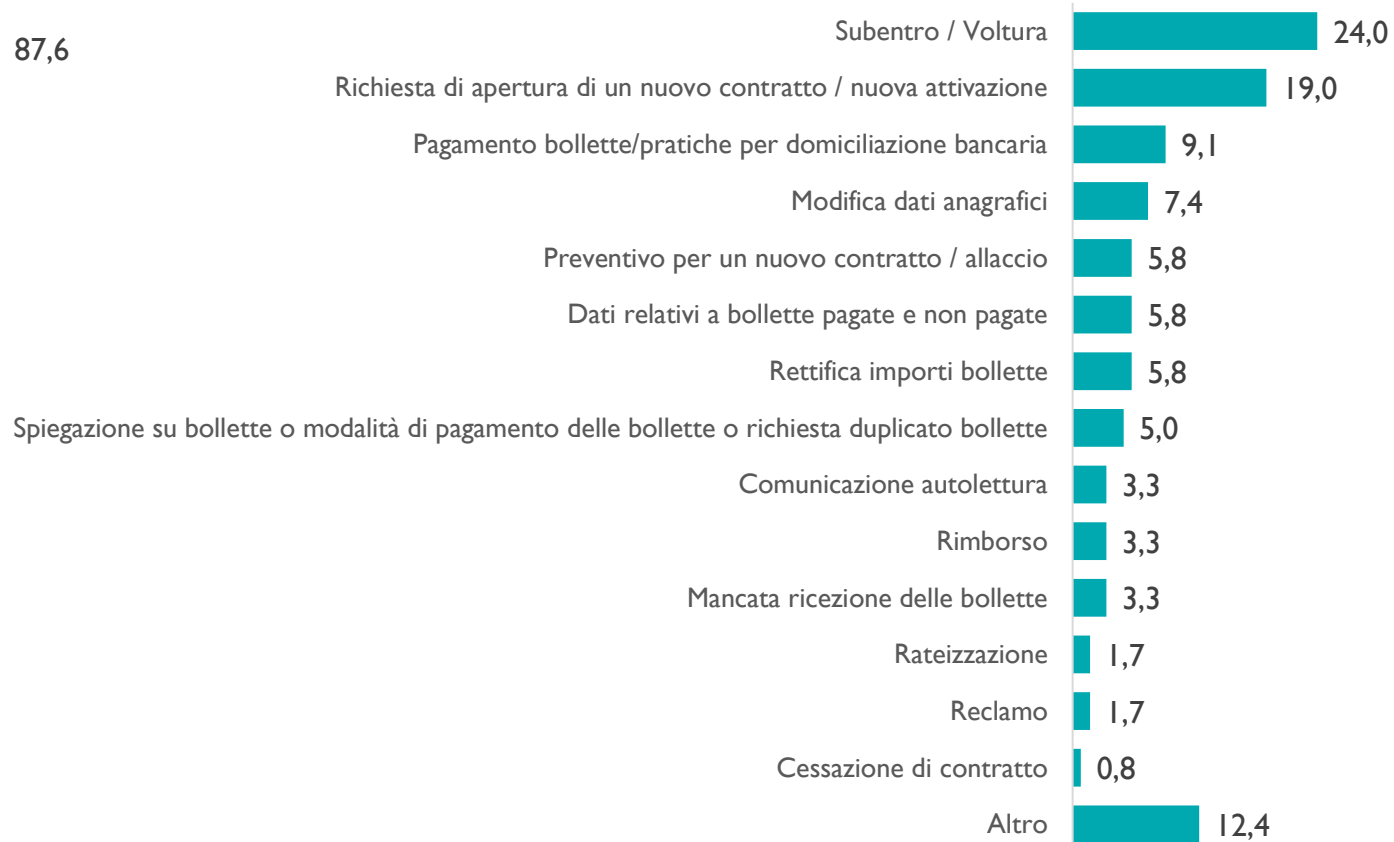 Subentro / Voltura 24,0
87,6
Richiesta di apertura di un nuovo contratto / nuova attivazione 19,0
Pagamento bollette/pratiche per domiciliazione bancaria 9,1
Modifica dati anagrafici 7,4
Preventivo per un nuovo contratto / allaccio 5,8
Dati relativi a bollette pagate e non pagate 5,8
Rettifica importi bollette 5,8
Spiegazione su bollette o modalità di pagamento delle bollette o richiesta duplicato bollette 5,0
Comunicazione autolettura 3,3
Rimborso 3,3
Mancata ricezione delle bollette 3,3
Rateizzazione 1,7
Reclamo 1,7
Cessazione di contratto 0,8
Altro 12,4